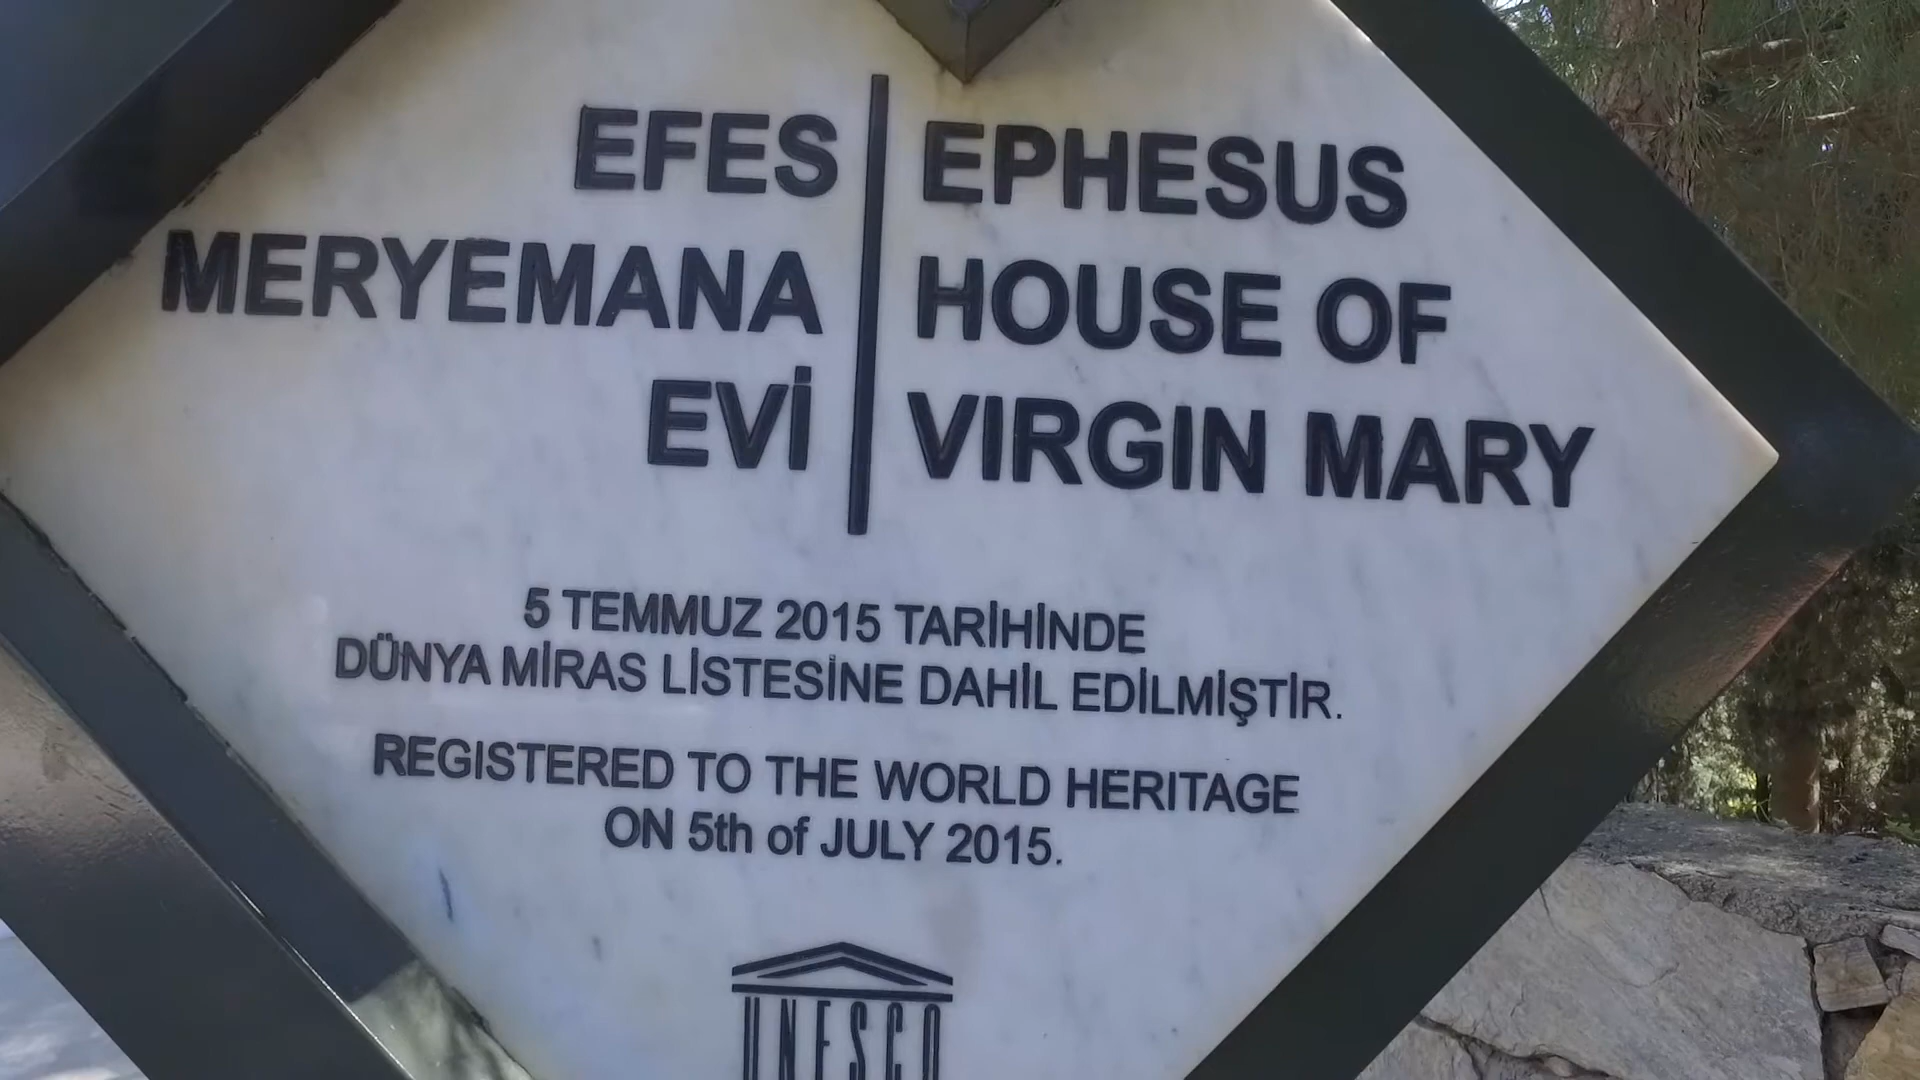 EFES
MERYEMANA
EVİ
EPHESUS
HOUSE OF
VIRGIN MARY
5 TEMMUZ 2015 TARİHİNDE
DÜNYA MİRAS LİSTESİNE DAHİL EDİLMİŞTİR.
REGISTERED TO THE WORLD HERITAGE
ON 5th of JULY 2015.
UNESCO